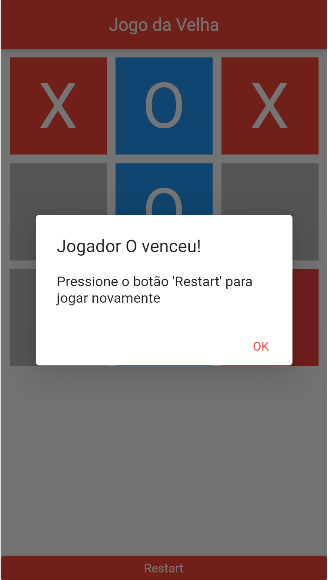 Jogo da Velha
X O X
O
Jogador O venceu!
Pressione o botão 'Restart' para
jogar novamente
OK
Restart